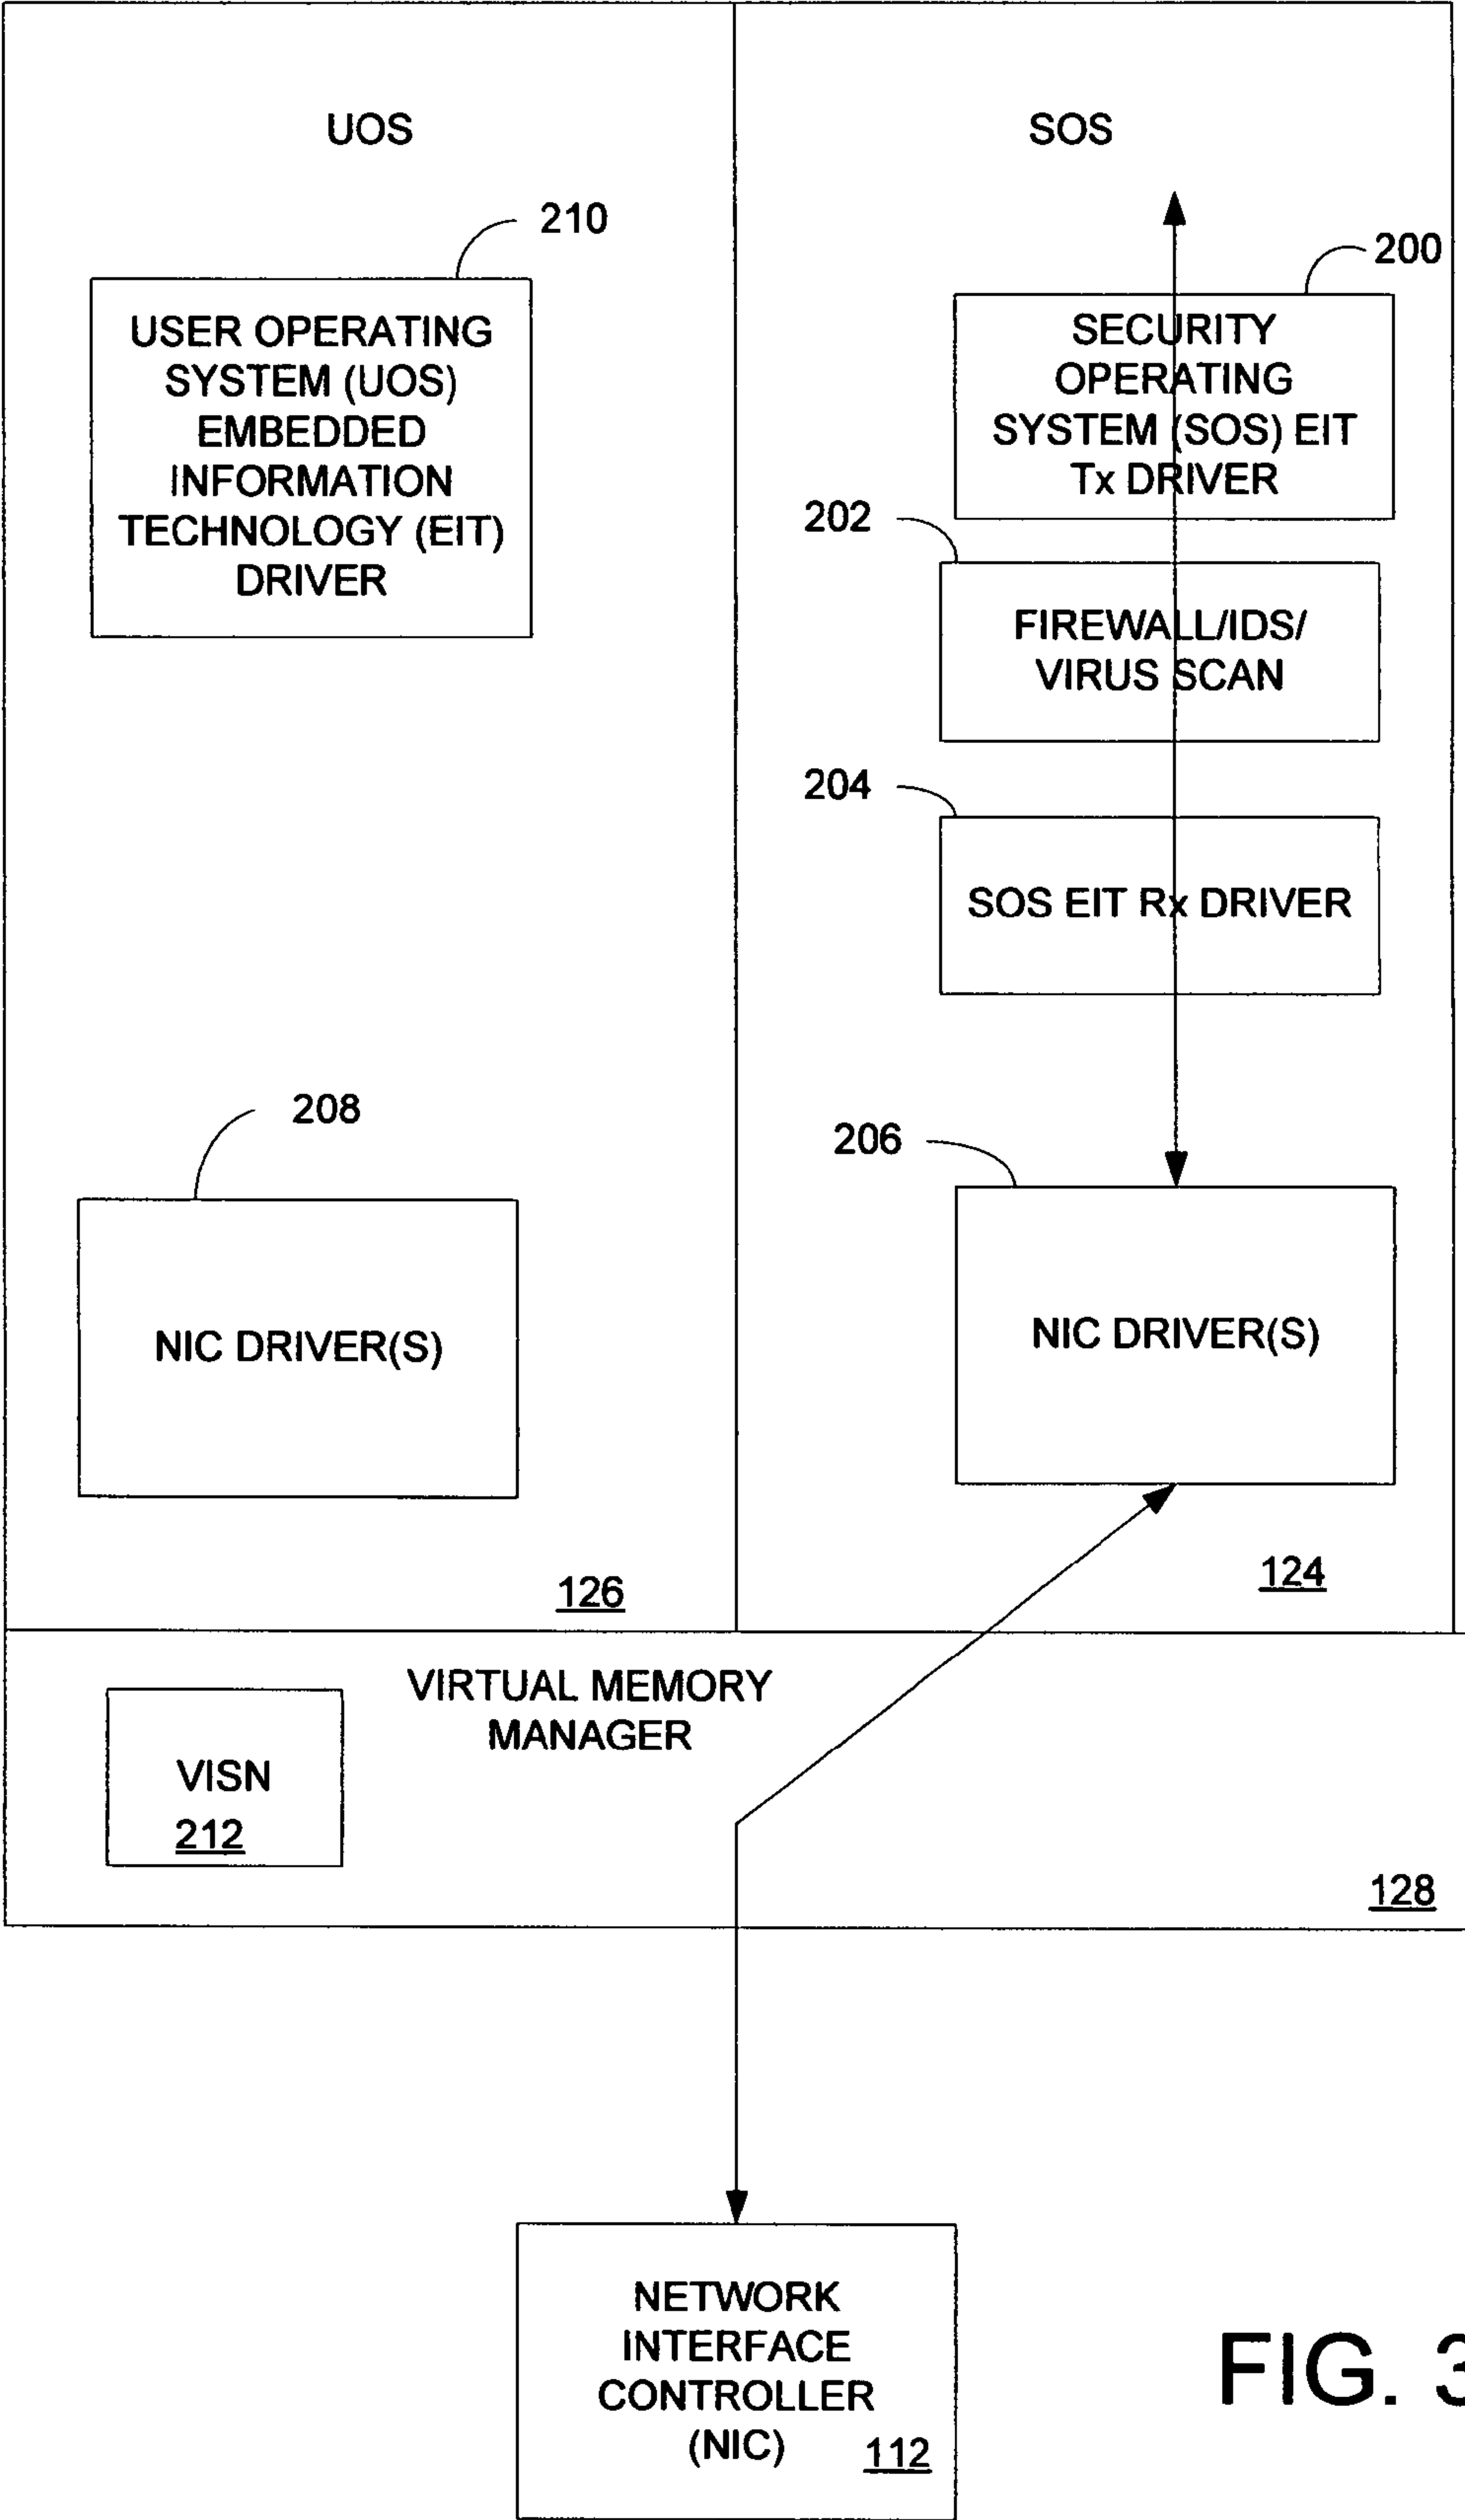 UOS
SOS
210
200
USER OPERATING
SYSTEM (UOS)
EMBEDDED
INFORMATION
TECHNOLOGY (EIT)
DRIVER
SECURITY
OPERATING
SYSTEM (SOS) EIT
Tx DRIVER
202
FIREWALL/IDS/
VIRUS SCAN
204
SOS EIT Rx DRIVER
208
206
NIC DRIVER(S)
NIC DRIVER(S)
126
124
VIRTUAL MEMORY
MANAGER
VISN
212
128
NETWORK
INTERFACE
CONTROLLER
(NIC)
112
FIG. 3